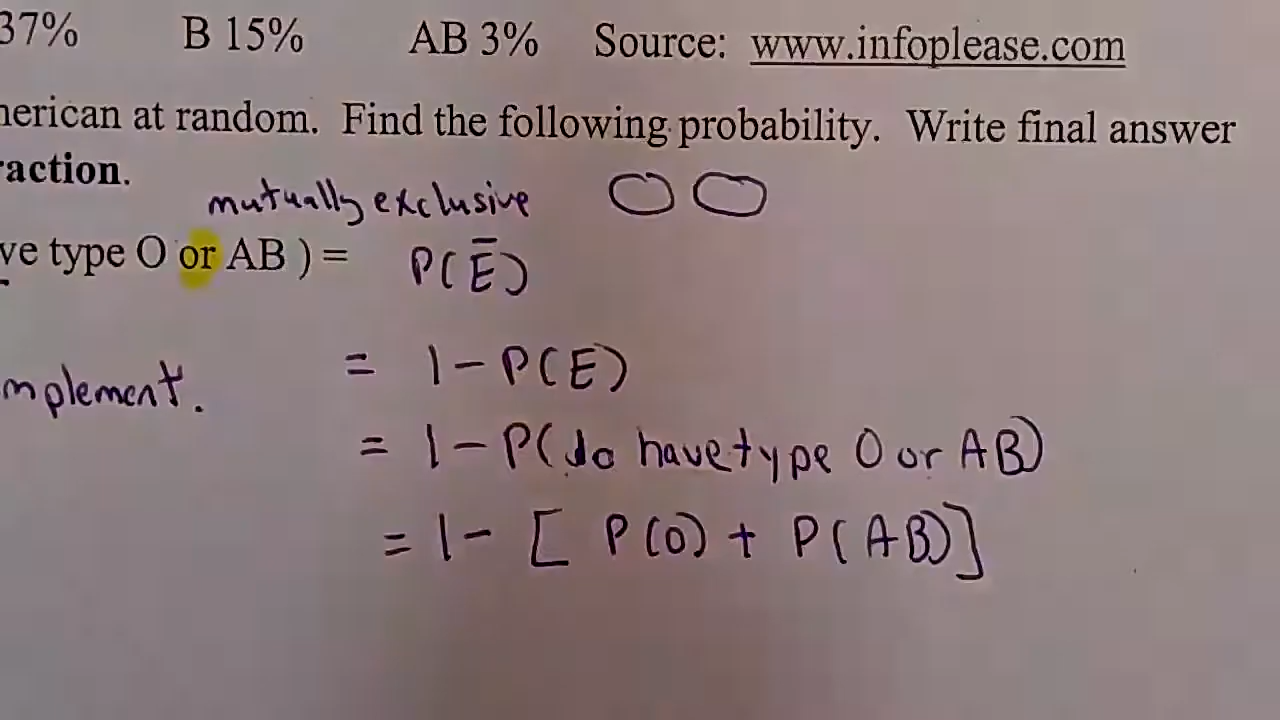 37% B 15% AB 3% Source: www.infoplease.com
merican at random. Find the following probability. Write final answer
raction.
mutually exclusive
ve type O or AB ) = P(E̅)
mplement. = 1 - P(E)
= 1 - P(do have type O or AB)
= 1 - [ P(O) + P(AB)]